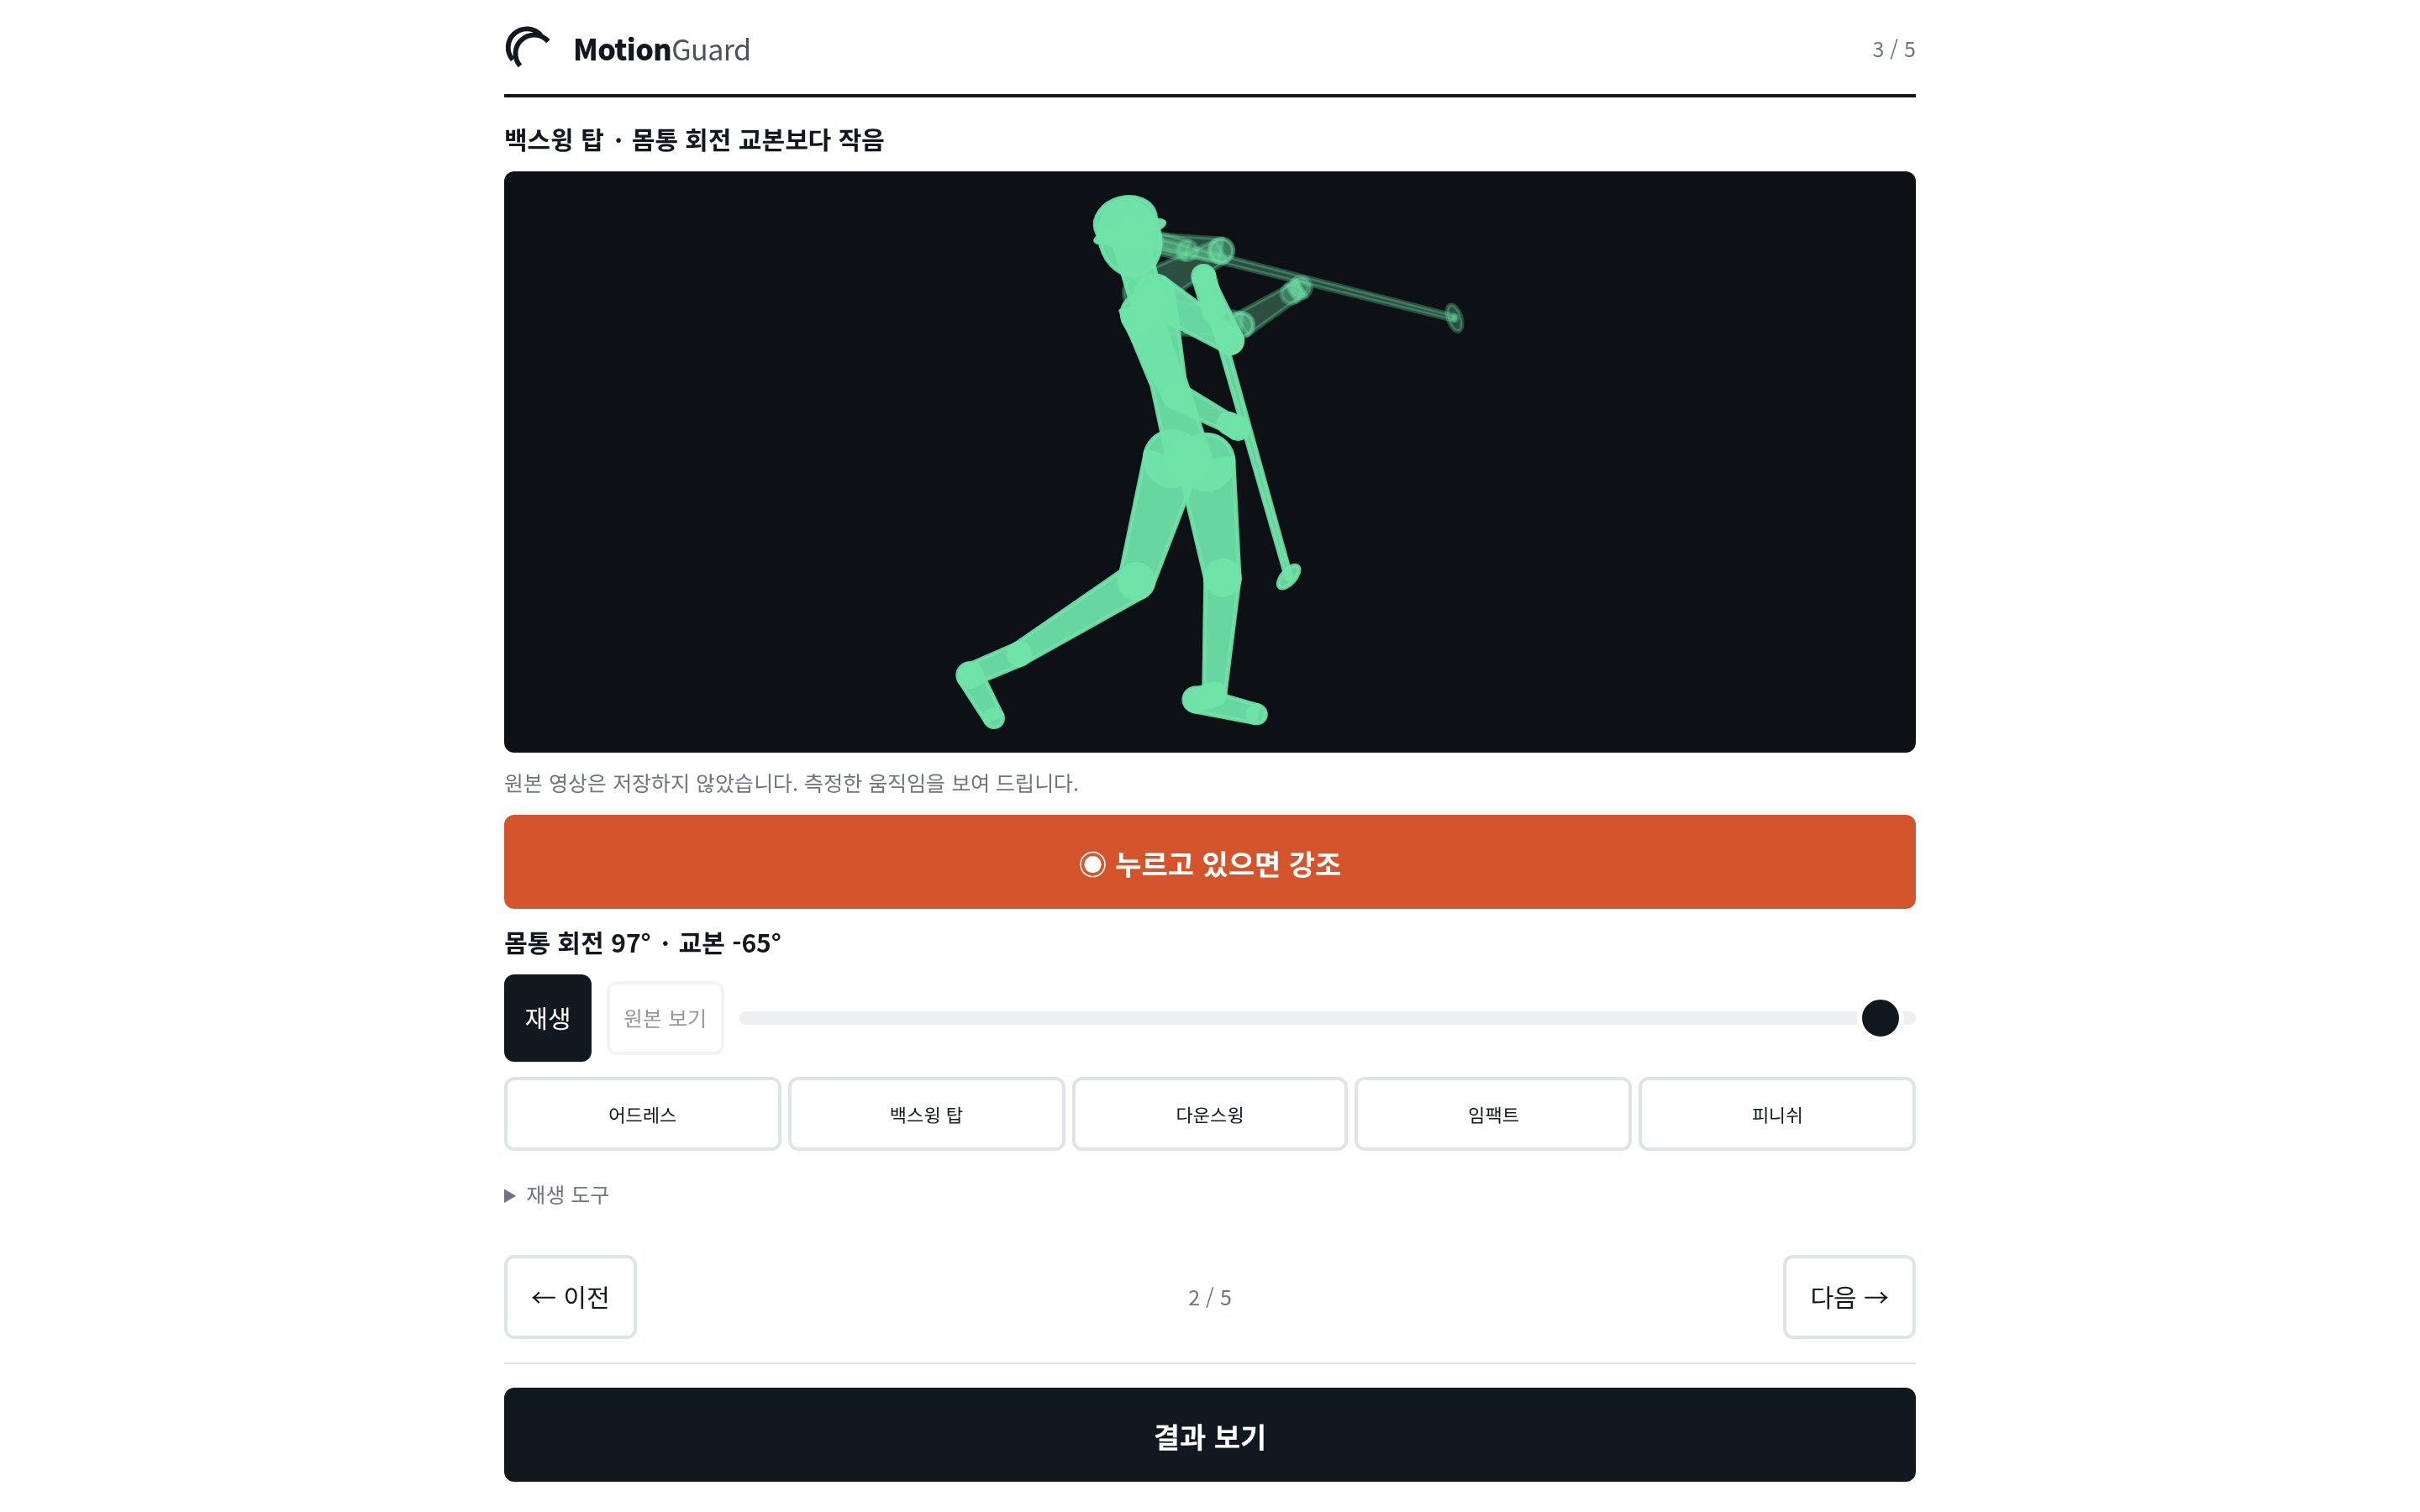 MotionGuard
3 / 5
백스윙 탑 · 몸통 회전 교본보다 작음
원본 영상은 저장하지 않았습니다. 측정한 움직임을 보여 드립니다.
◉ 누르고 있으면 강조
몸통 회전 97° · 교본 -65°
재생
원본 보기
어드레스
백스윙 탑
다운스윙
임팩트
피니쉬
▶ 재생 도구
← 이전
2 / 5
다음 →
결과 보기